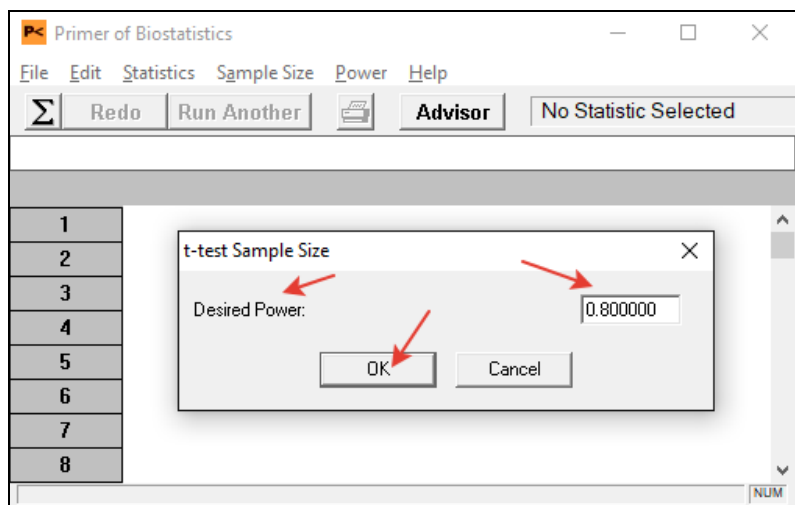 P< Primer of Biostatistics
File Edit Statistics Sample Size Power Help
Σ Redo Run Another Advisor No Statistic Selected
1
2
3
4
5
6
7
8
t-test Sample Size
Desired Power: 0.800000
OK Cancel
NUM